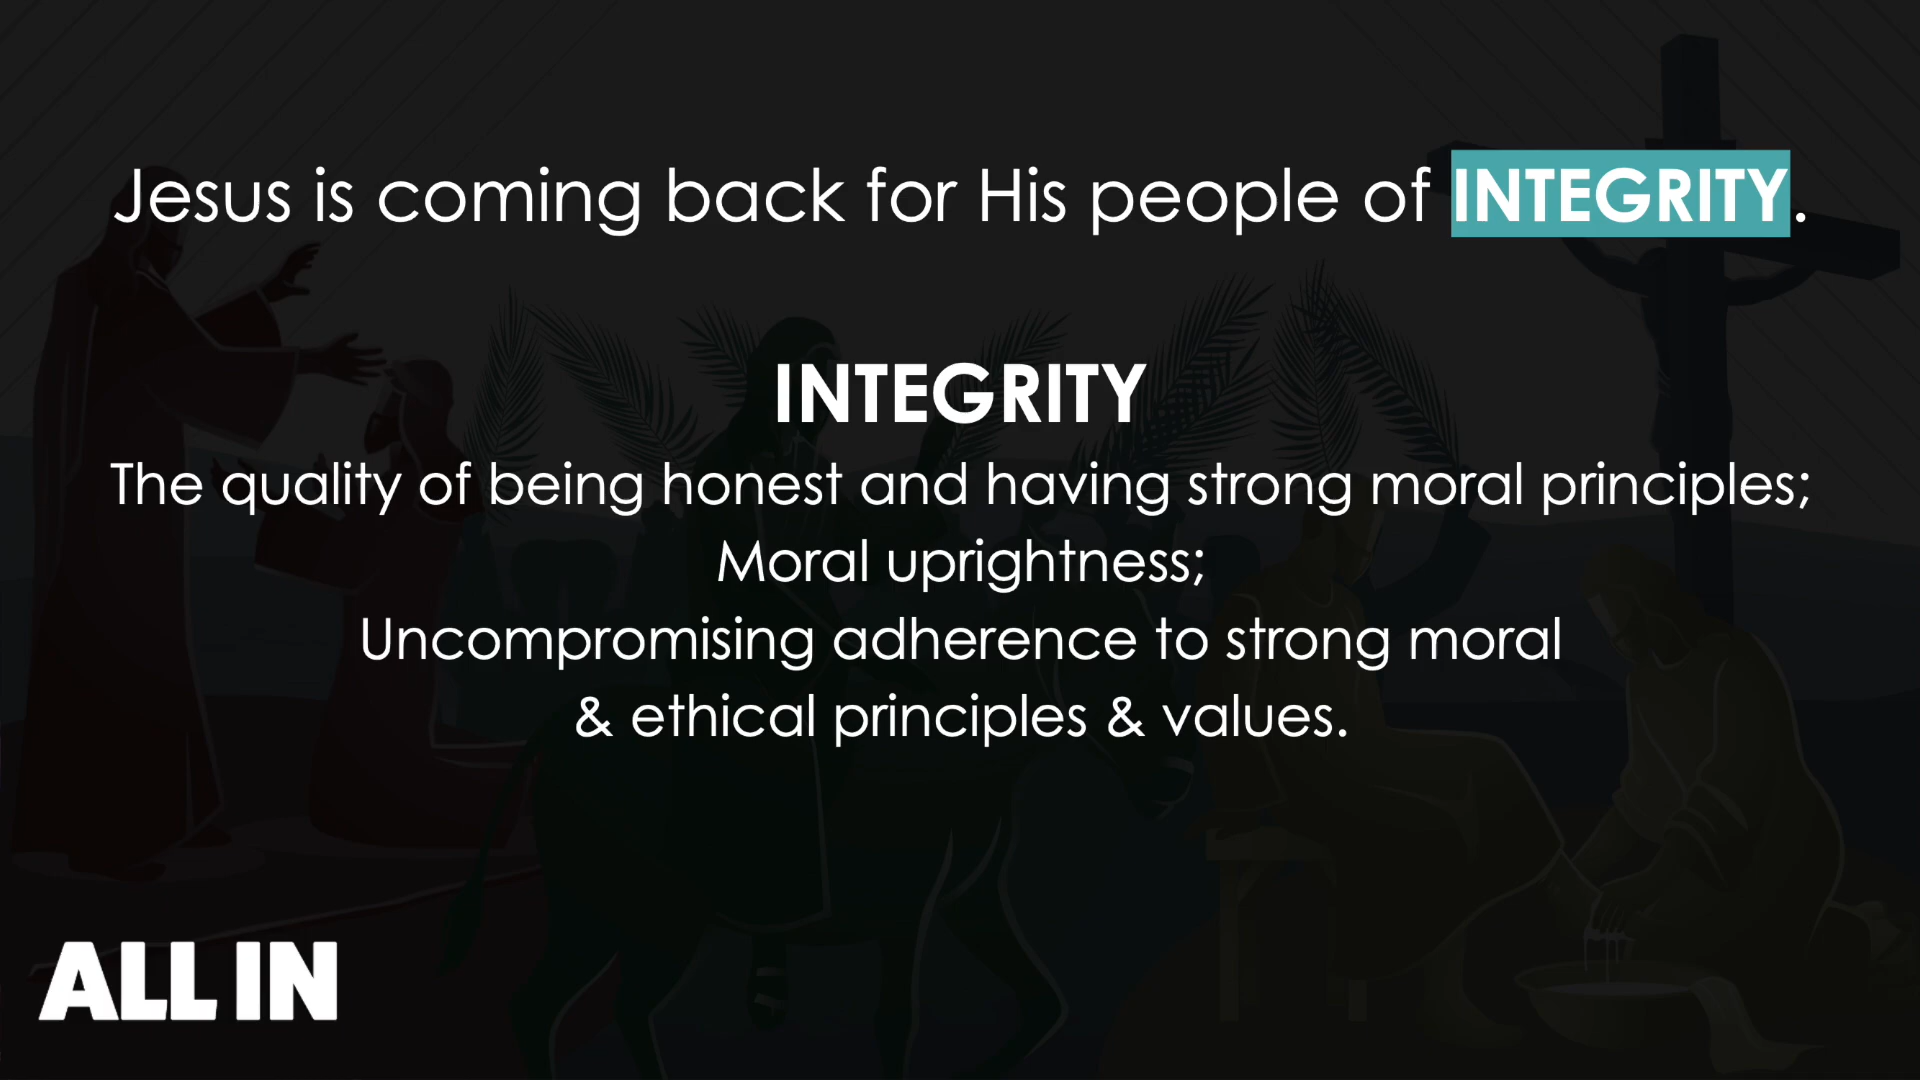 Jesus is coming back for His people of INTEGRITY.
INTEGRITY
The quality of being honest and having strong moral principles;
Moral uprightness;
Uncompromising adherence to strong moral
& ethical principles & values.
ALL IN